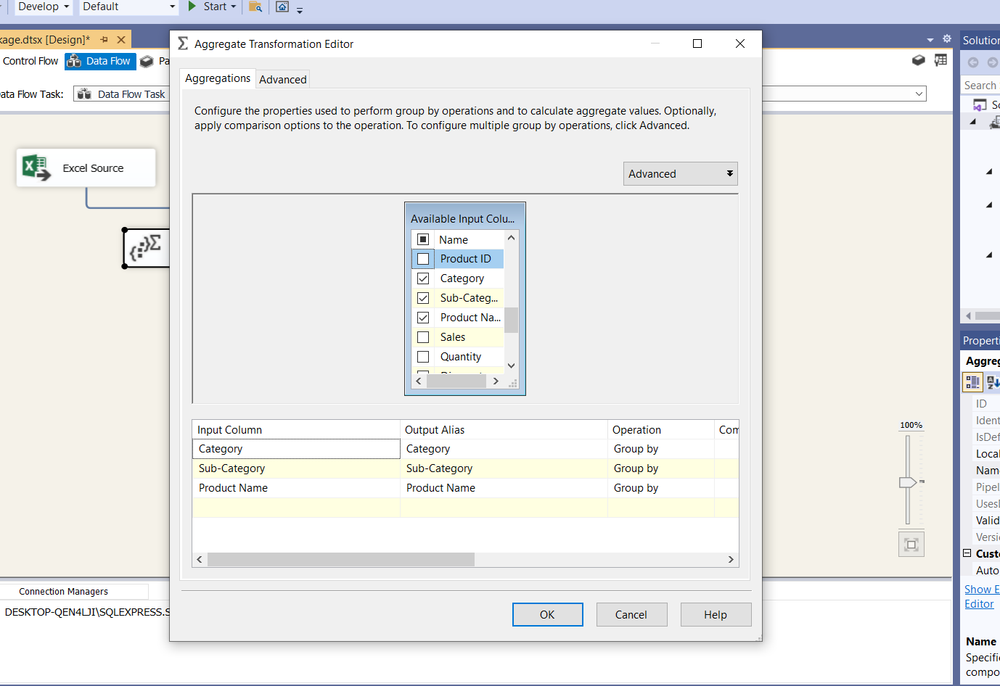 Develop
Default
Start
kage.dtsx [Design]*
Aggregate Transformation Editor
Solution
Control Flow
Data Flow
Pa
Aggregations
Advanced
Search
ata Flow Task:
Data Flow Task
So
Configure the properties used to perform group by operations and to calculate aggregate values. Optionally,
apply comparison options to the operation. To configure multiple group by operations, click Advanced.
Excel Source
Advanced
Available Input Colu...
Name
Product ID
Category
Sub-Categ...
Product Na...
Sales
Quantity
Properti
Aggreg
ID
Ident
IsDef
Local
Name
Pipel
Uses
Valid
Versio
Custo
Auto
Show E
Editor
Name
Specifi
compo
100%
Input Column Output Alias Operation Com
Category Category Group by
Sub-Category Sub-Category Group by
Product Name Product Name Group by
Connection Managers
DESKTOP-QEN4LJI\SQLEXPRESS.S
OK
Cancel
Help